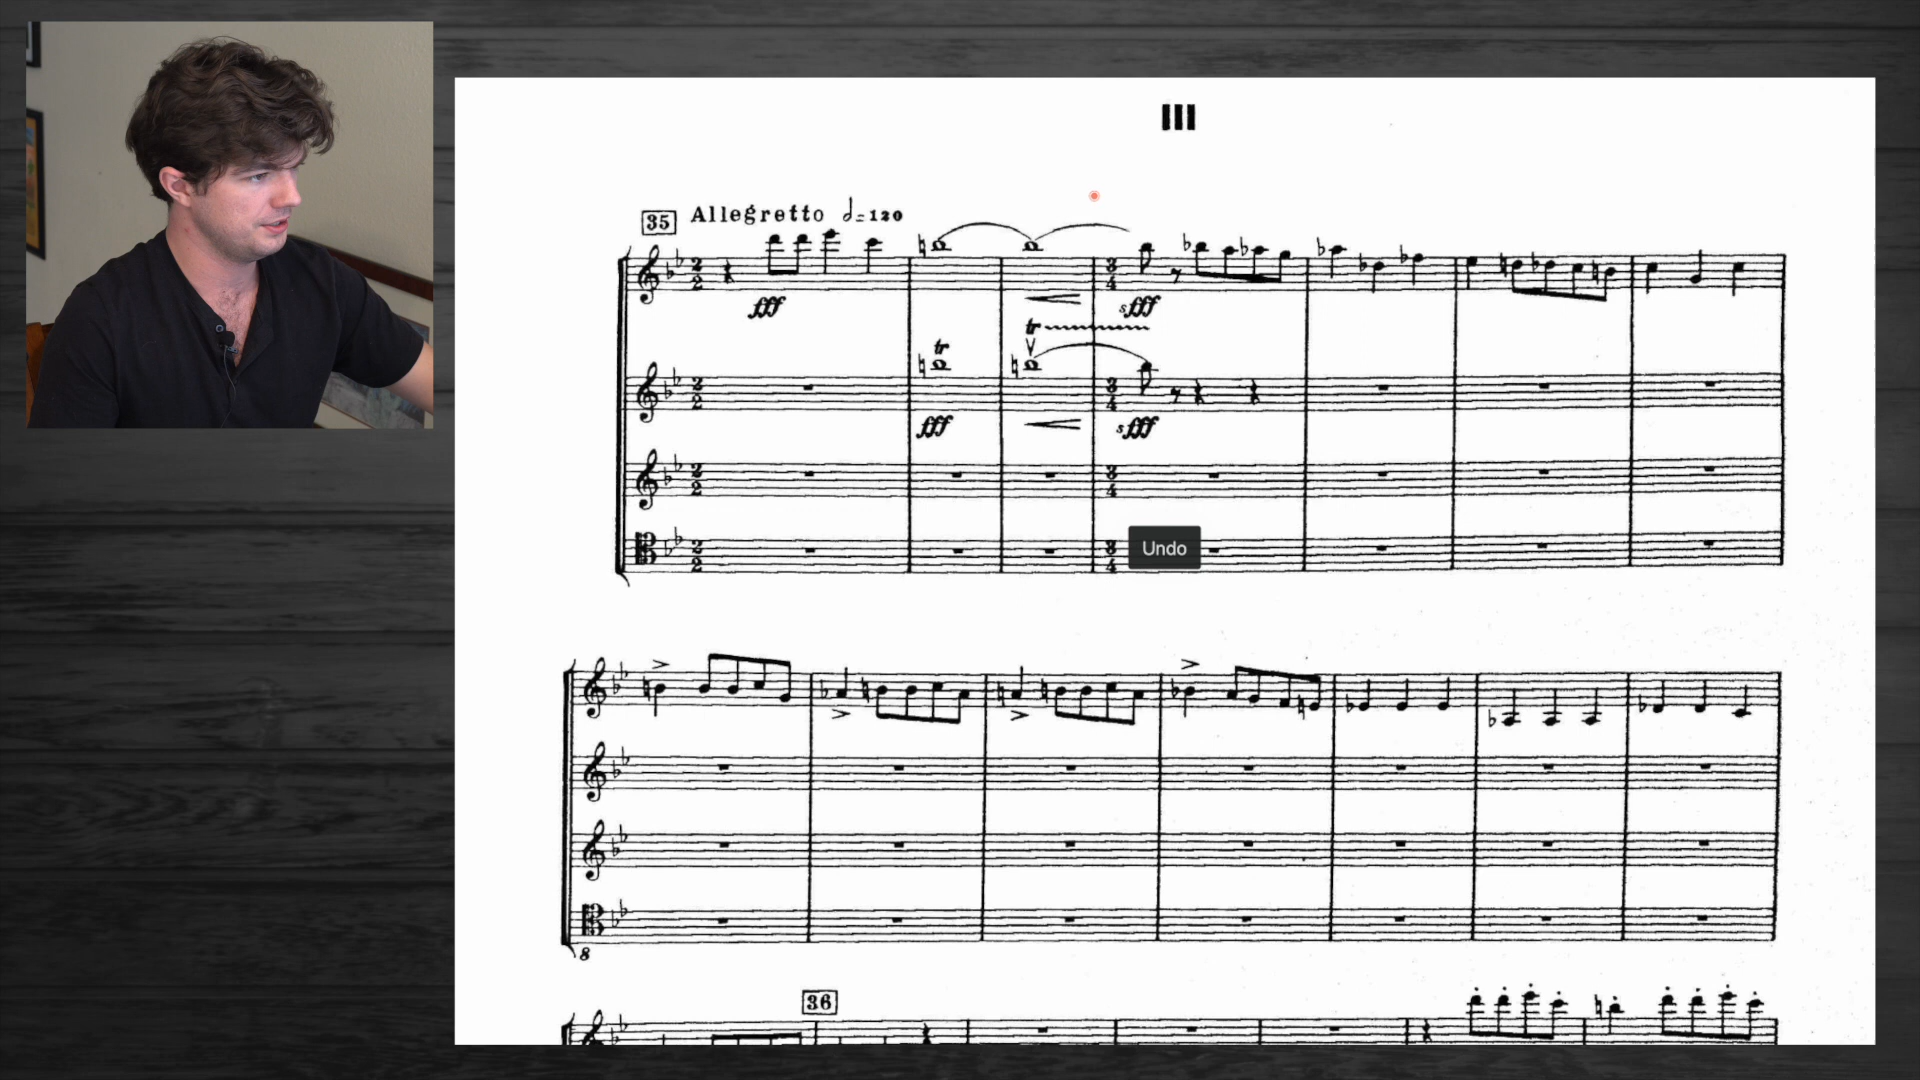 III
35 Allegretto 𝅗𝅥=120
fff
sfff
tr
tr
fff
sfff
Undo
8
36